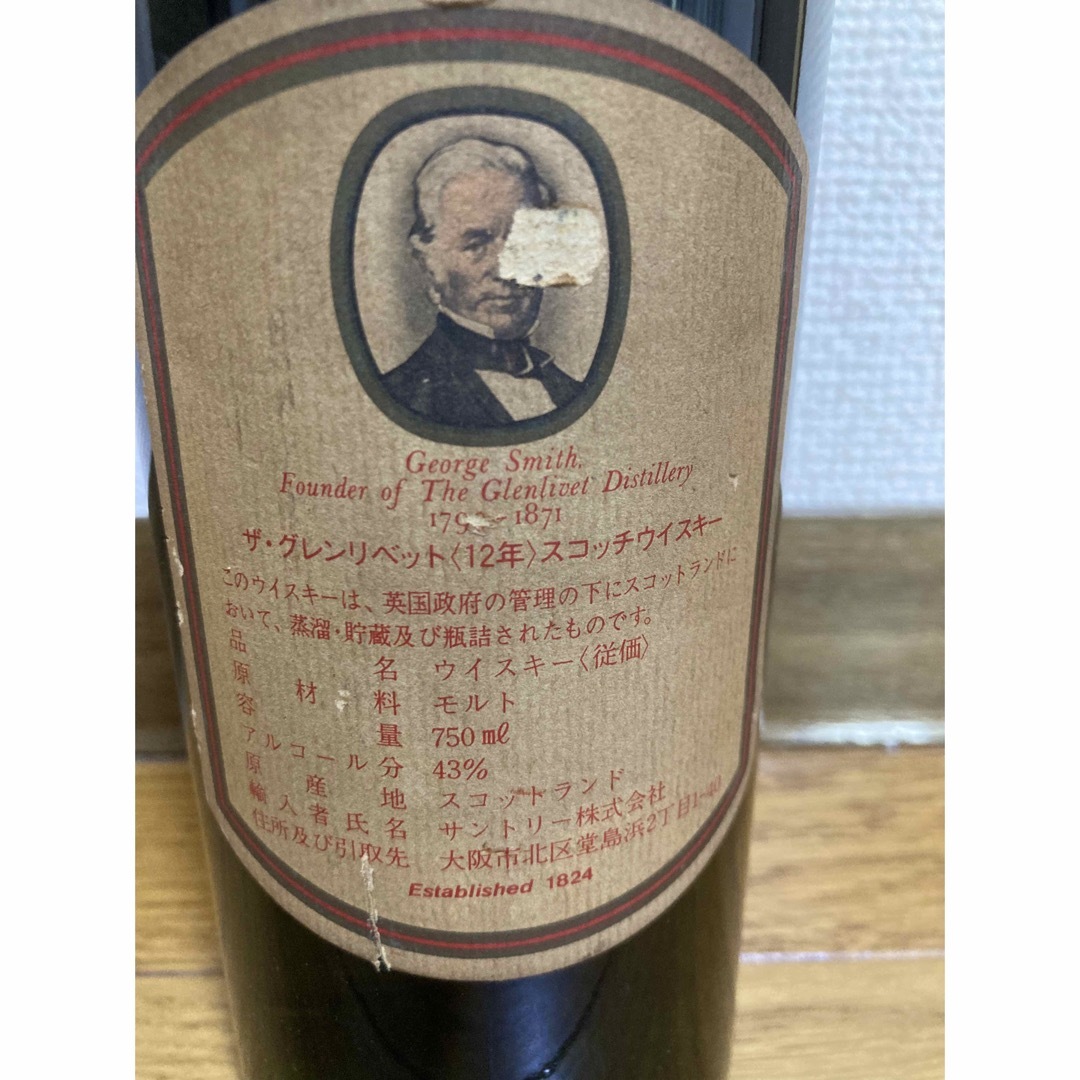 George Smith.
Founder of The Glenlivet Distillery
1871
ザ・グレンリベット〈12年〉スコッチウイスキー
このウイスキーは、英国政府の管理の下にスコットランドに
おいて、蒸溜・貯蔵及び瓶詰されたものです。
品名 ウイスキー〈従価〉
原材料 モルト
容量 750ml
アルコール分 43%
原産地 スコットランド
輸入者氏名 サントリー株式会社
住所及び引取先 大阪市北区堂島浜2丁目1-40
Established 1824